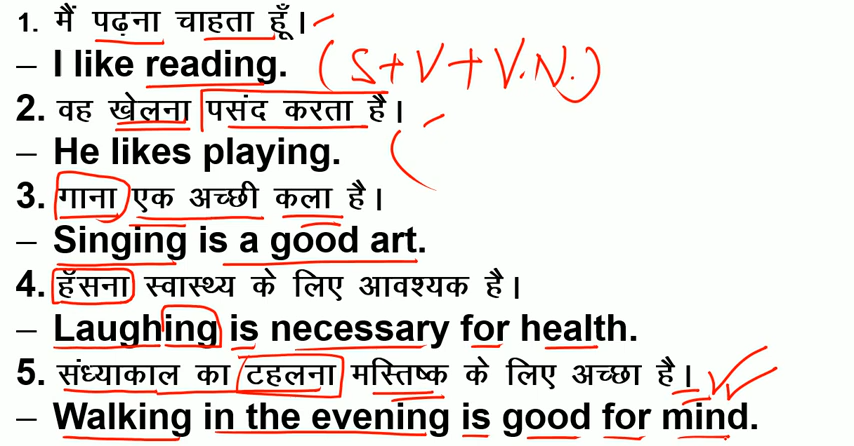 1. मैं पढ़ना चाहता हूँ।
– I like reading. (S+V+V.N.)
2. वह खेलना पसंद करता है।
– He likes playing.
3. गाना एक अच्छी कला है।
– Singing is a good art.
4. हॅसना स्वास्थ्य के लिए आवश्यक है।
– Laughing is necessary for health.
5. संध्याकाल का टहलना मस्तिष्क के लिए अच्छा है।
– Walking in the evening is good for mind.